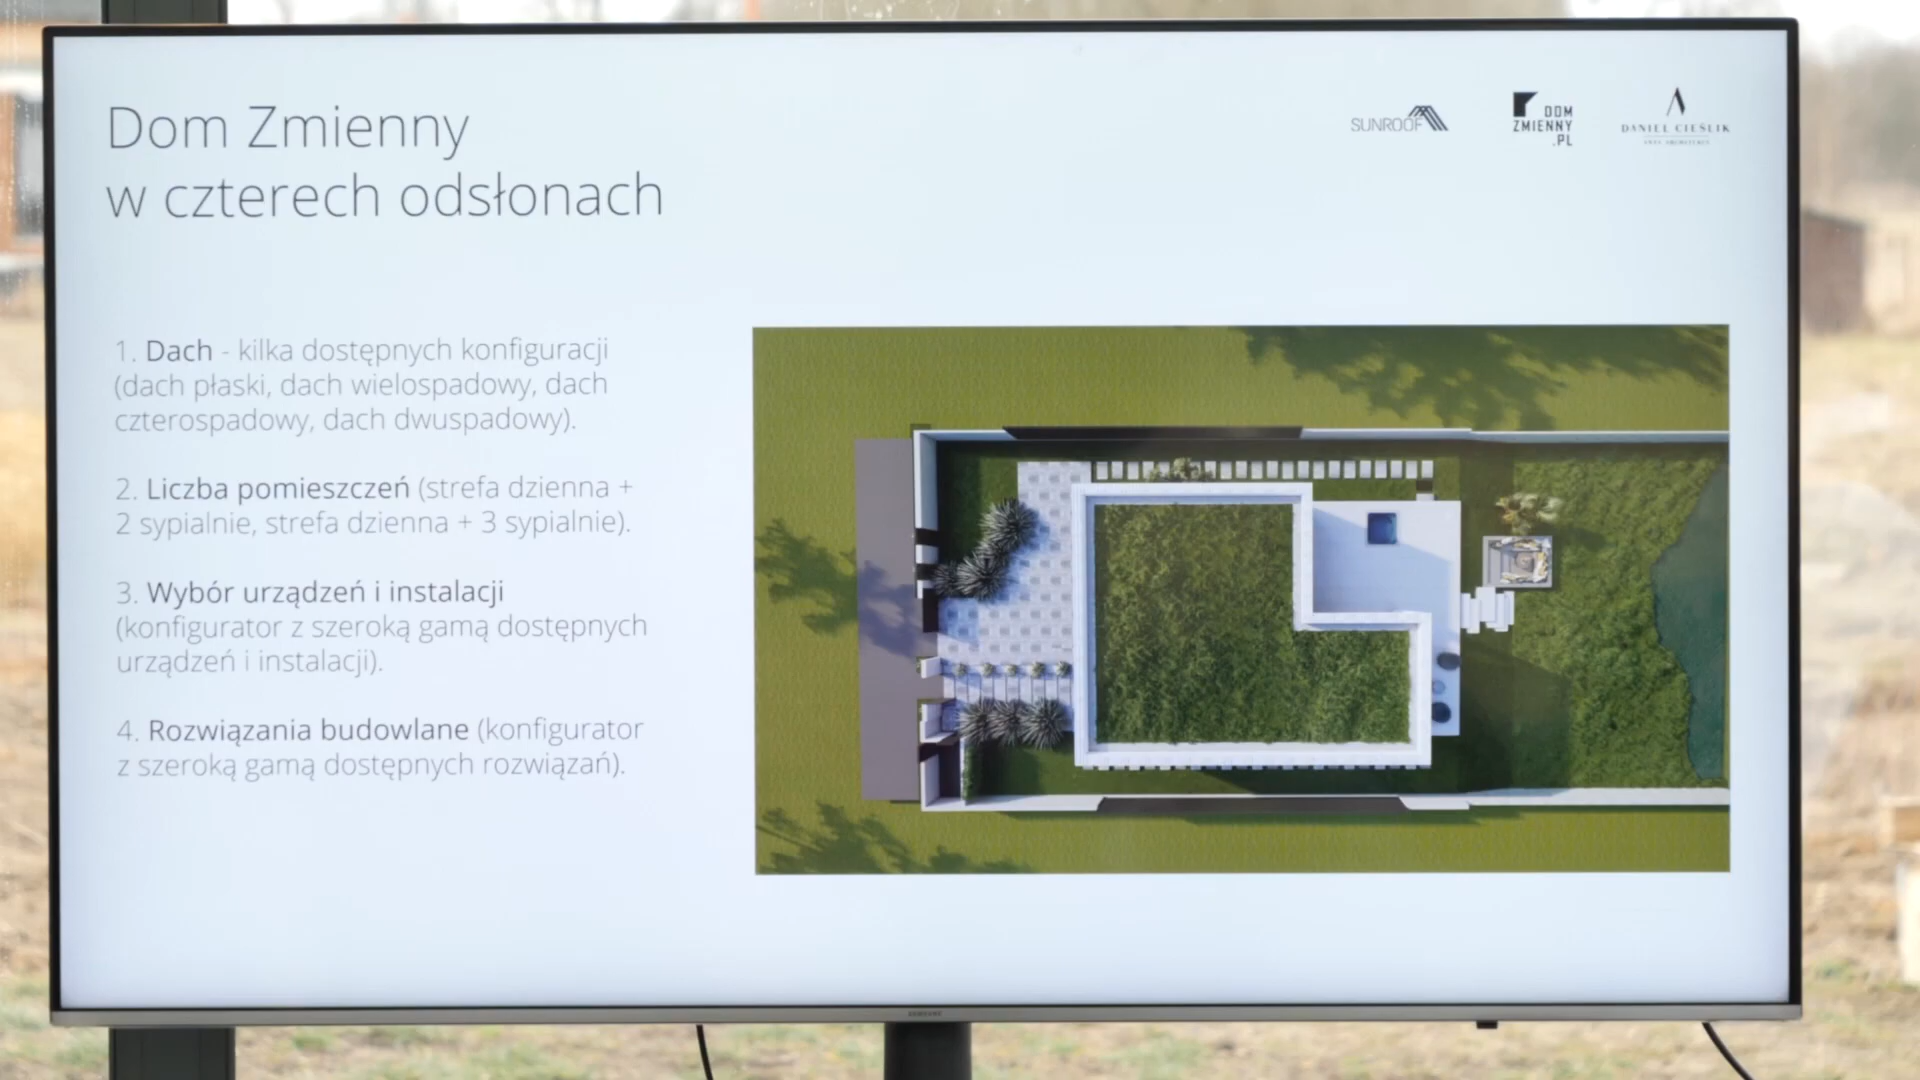 Dom Zmienny
w czterech odsłonach
SUNROOF
DOM
ZMIENNY
.PL
DANIEL CIEŚLIK
1. Dach - kilka dostępnych konfiguracji
(dach płaski, dach wielospadowy, dach
czterospadowy, dach dwuspadowy).
2. Liczba pomieszczeń (strefa dzienna +
2 sypialnie, strefa dzienna + 3 sypialnie).
3. Wybór urządzeń i instalacji
(konfigurator z szeroką gamą dostępnych
urządzeń i instalacji).
4. Rozwiązania budowlane (konfigurator
z szeroką gamą dostępnych rozwiązań).
SAMSUNG